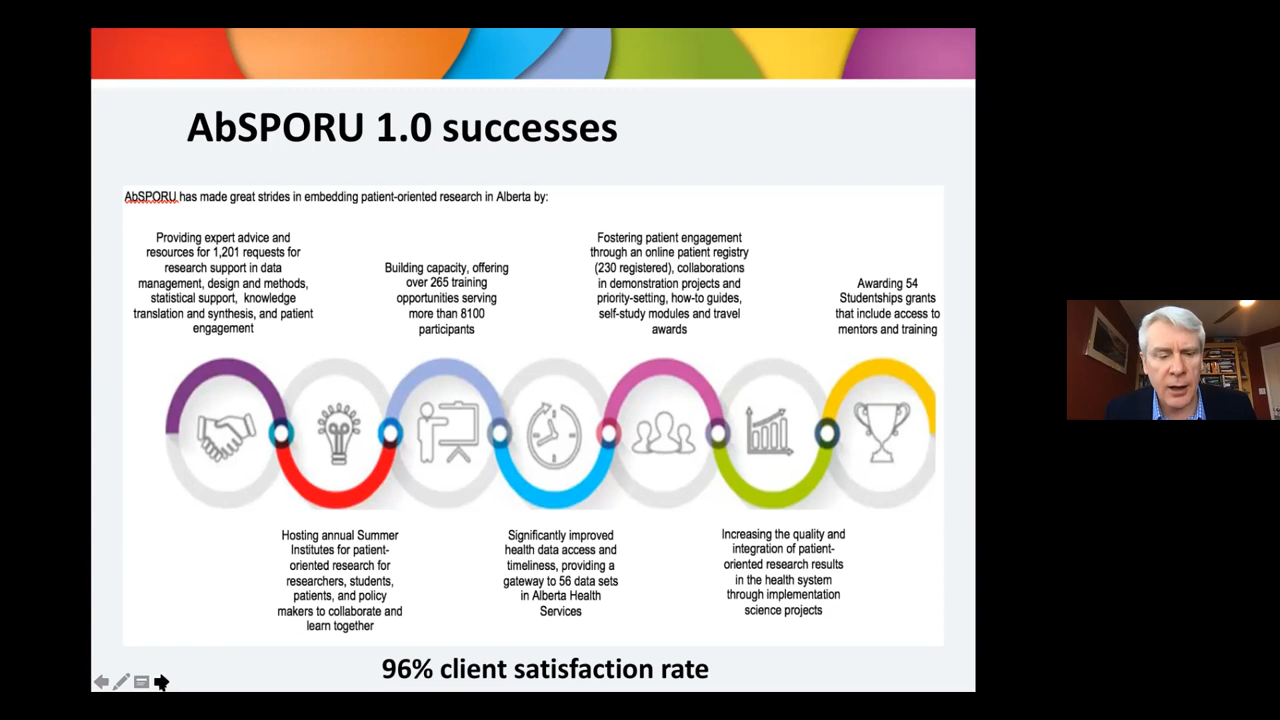 AbSPORU 1.0 successes
AbSPORU has made great strides in embedding patient-oriented research in Alberta by:
Providing expert advice and
resources for 1,201 requests for
research support in data
management, design and methods,
statistical support, knowledge
translation and synthesis, and patient
engagement
Building capacity, offering
over 265 training
opportunities serving
more than 8100
participants
Fostering patient engagement
through an online patient registry
(230 registered), collaborations
in demonstration projects and
priority-setting, how-to guides,
self-study modules and travel
awards
Awarding 54
Studentships grants
that include access to
mentors and training
Hosting annual Summer
Institutes for patient-
oriented research for
researchers, students,
patients, and policy
makers to collaborate and
learn together
Significantly improved
health data access and
timeliness, providing a
gateway to 56 data sets
in Alberta Health
Services
Increasing the quality and
integration of patient-
oriented research results
in the health system
through implementation
science projects
96% client satisfaction rate